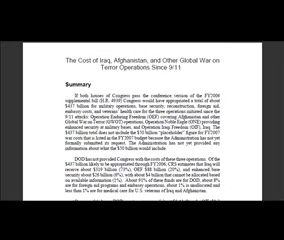 The Cost of Iraq, Afghanistan, and Other Global War on
Terror Operations Since 9/11
Summary
If both houses of Congress pass the conference version of the FY2006
supplemental bill (H.R. 4939) Congress would have appropriated a total of about
$437 billion for military operations, base security, reconstruction, foreign aid,
embassy costs, and veterans' health care for the three operations initiated since the
9/11 attacks: Operation Enduring Freedom (OEF) covering Afghanistan and other
Global War on Terror (GWOT) operations, Operation Noble Eagle (ONE) providing
enhanced security at military bases, and Operation Iraqi Freedom (OIF), Iraq. The
$437 billion total does not include the $50 billion "placeholder" figure for FY2007
war costs that is listed in the FY2007 budget because the Administration has not yet
formally submitted its request. The Administration has not yet provided any
information about what the $50 billion would include.
DOD has not provided Congress with the costs of these three operations. Of the
$437 billion likely to be appropriated through FY2006, CRS estimates that Iraq will
receive about $319 billion (73%), OEF $88 billion (20%), and enhanced base
security about $26 billion (6%), with about $4 billion that cannot be allocated based
on available information (1%). About 91% of these funds are for DOD, about 8%
are for foreign aid programs and embassy operations, about 1% is unallocated and
less than 1% are for medical care for U.S. veterans of Iraq and Afghanistan.